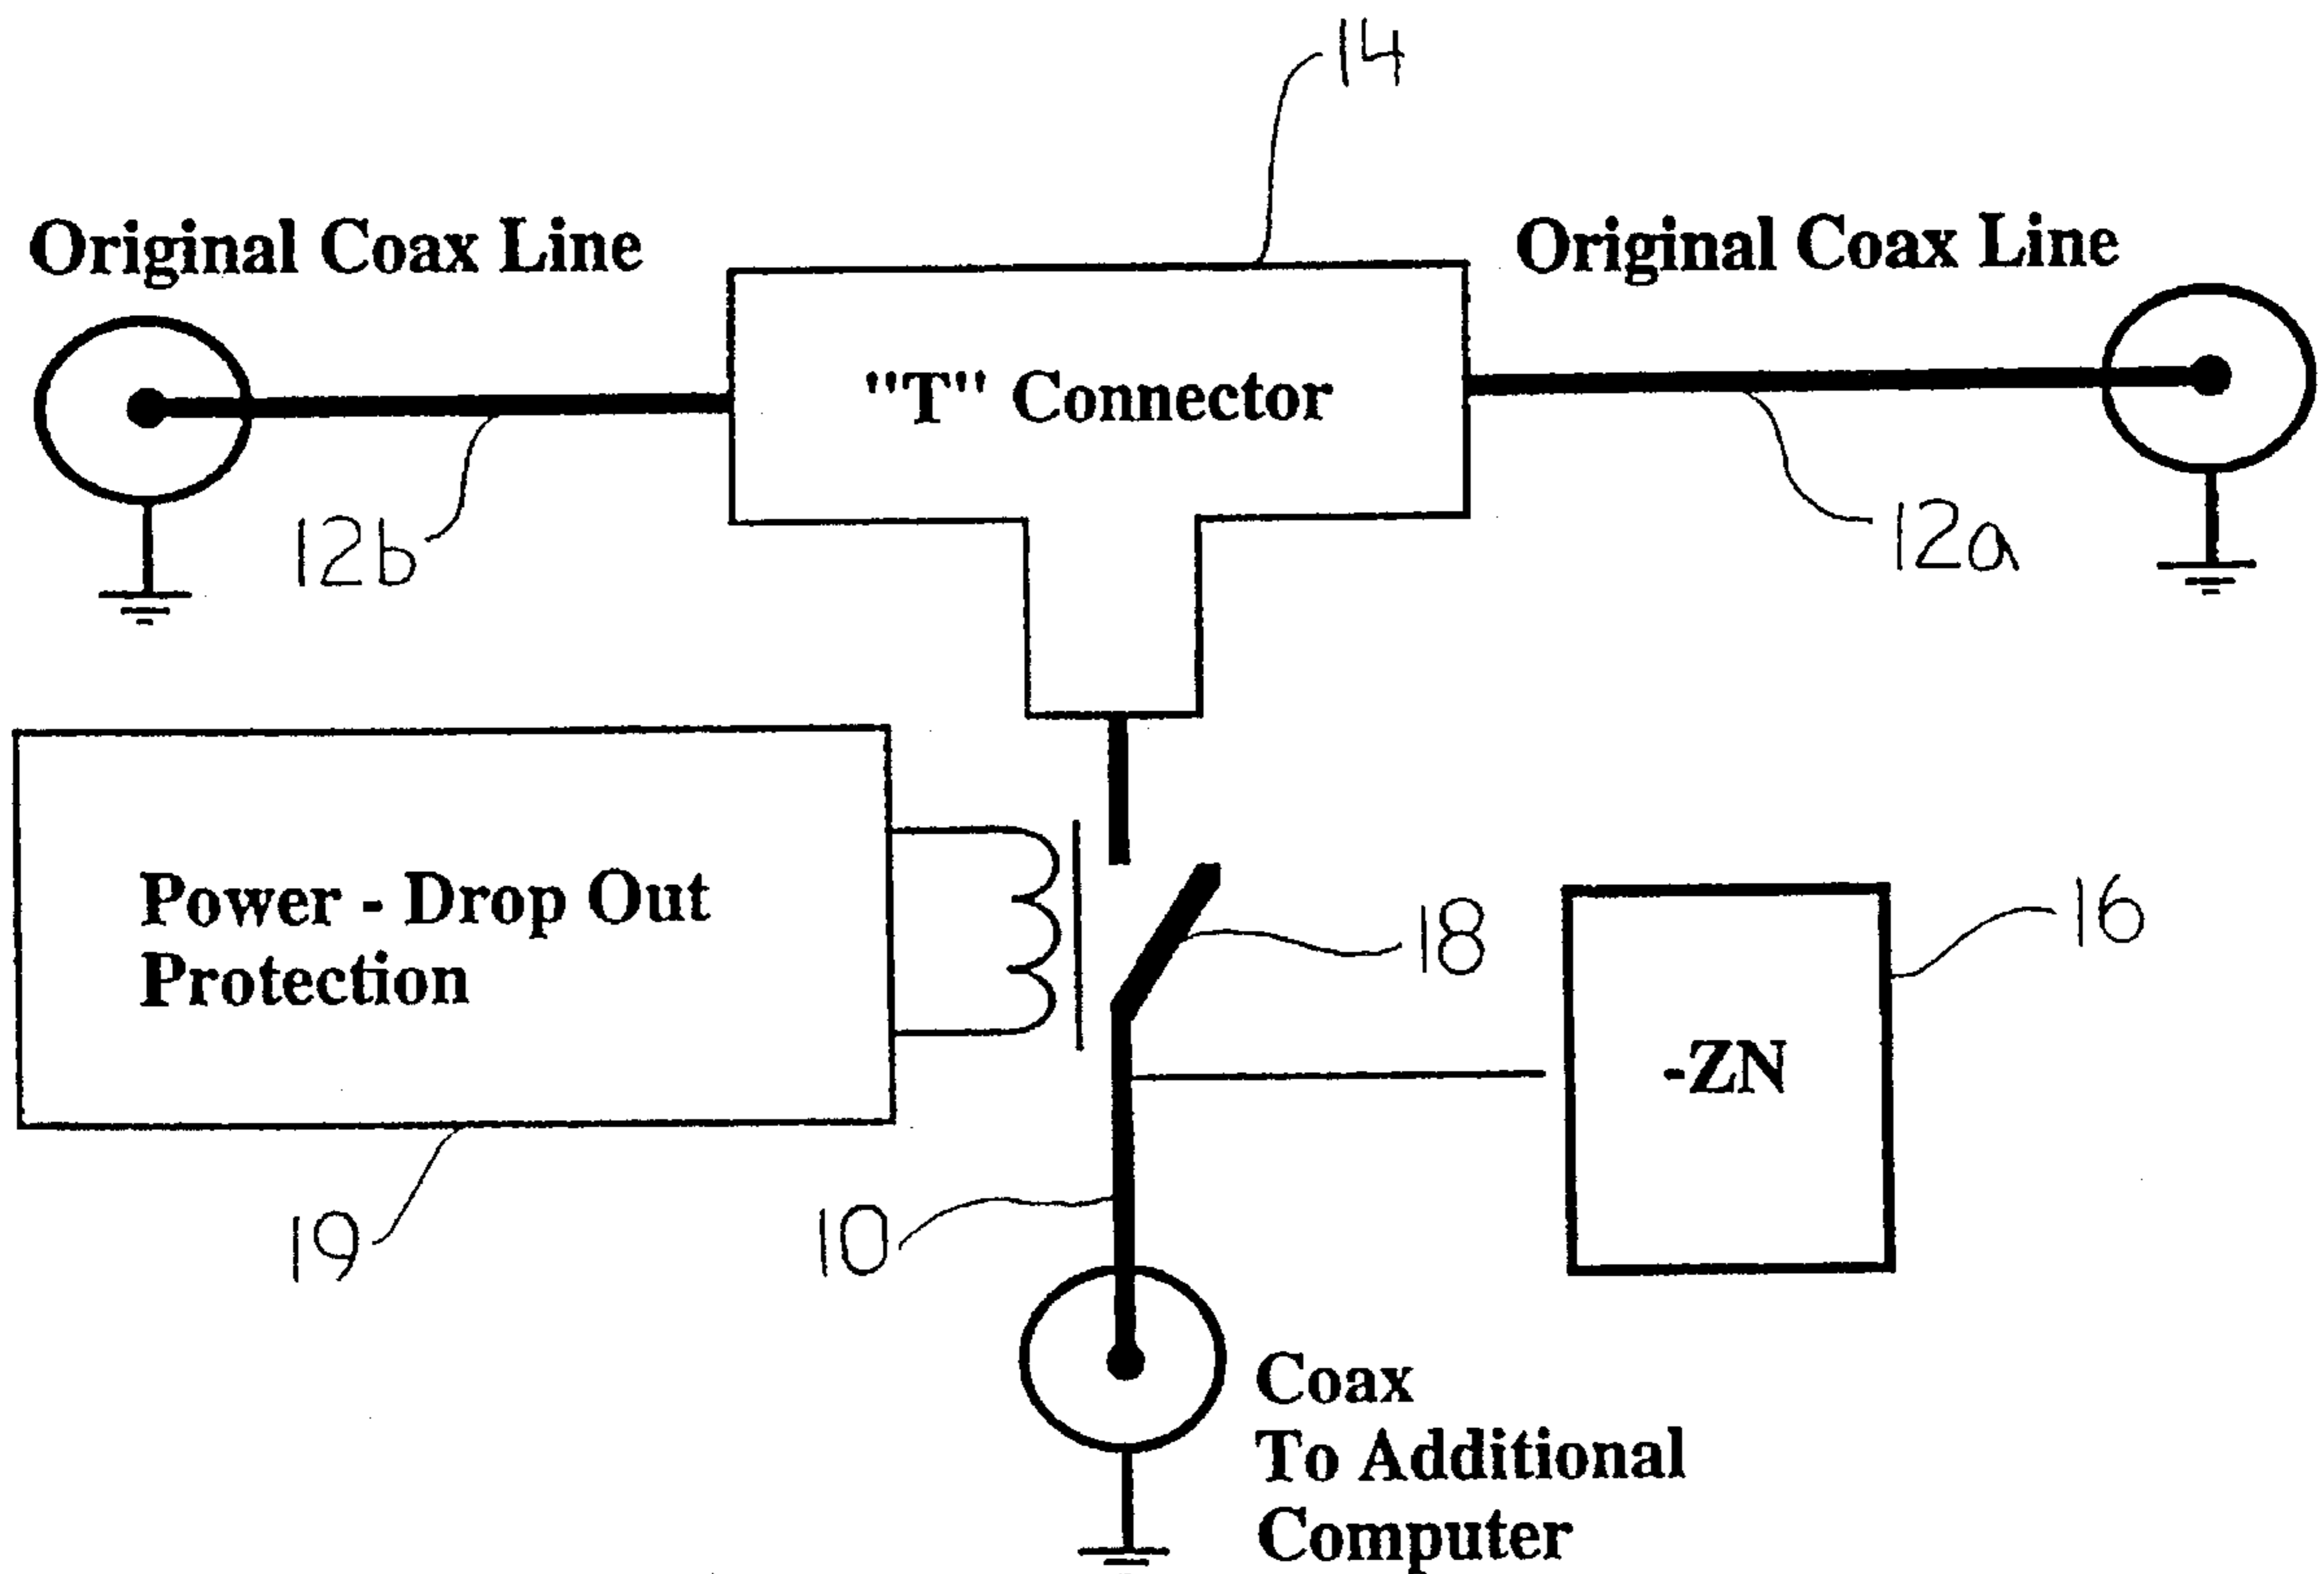 14
Original Coax Line
Original Coax Line
"T" Connector
12b
12a
Power - Drop Out
Protection
18
16
-ZN
19
10
Coax
To Additional
Computer